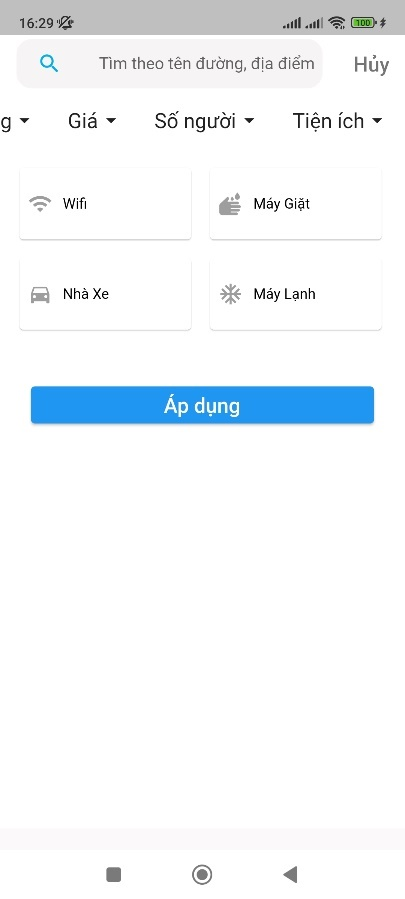 16:29
100
Tìm theo tên đường, địa điểm
Hủy
g
Giá
Số người
Tiện ích
Wifi
Máy Giặt
Nhà Xe
Máy Lạnh
Áp dụng